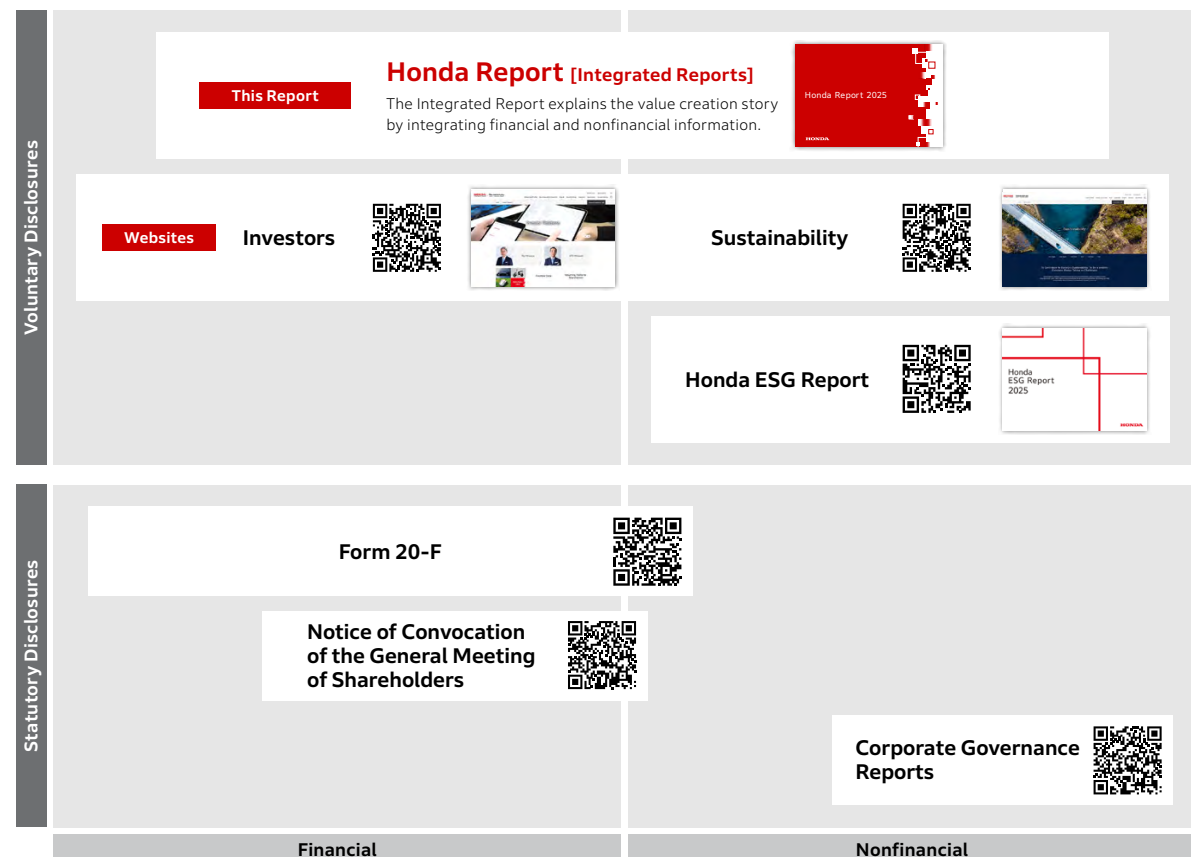 Voluntary Disclosures
This Report
Honda Report [Integrated Reports]
The Integrated Report explains the value creation story
by integrating financial and nonfinancial information.
Honda Report 2025
HONDA
Websites
Investors
Sustainability
Honda ESG Report
Honda
ESG Report
2025
HONDA
Statutory Disclosures
Form 20-F
Notice of Convocation
of the General Meeting
of Shareholders
Corporate Governance
Reports
Financial
Nonfinancial